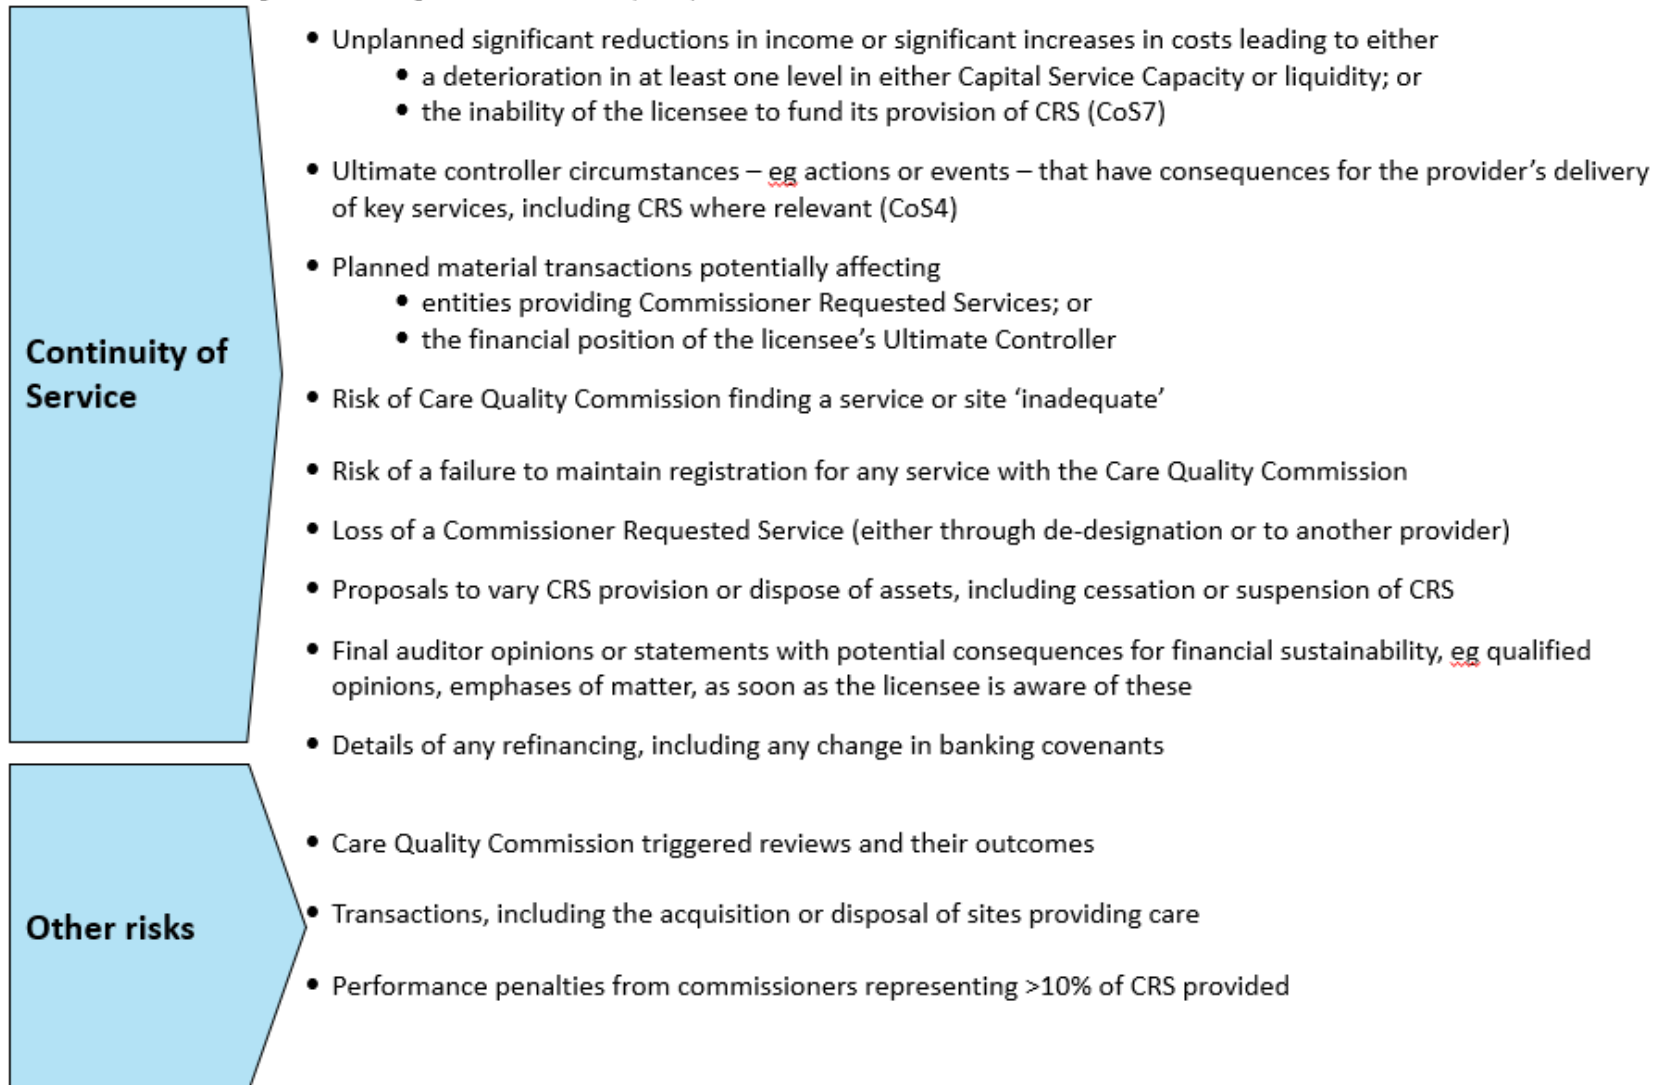 Continuity of
Service
• Unplanned significant reductions in income or significant increases in costs leading to either
• a deterioration in at least one level in either Capital Service Capacity or liquidity; or
• the inability of the licensee to fund its provision of CRS (CoS7)
• Ultimate controller circumstances – eg actions or events – that have consequences for the provider’s delivery
of key services, including CRS where relevant (CoS4)
• Planned material transactions potentially affecting
• entities providing Commissioner Requested Services; or
• the financial position of the licensee’s Ultimate Controller
• Risk of Care Quality Commission finding a service or site ‘inadequate’
• Risk of a failure to maintain registration for any service with the Care Quality Commission
• Loss of a Commissioner Requested Service (either through de-designation or to another provider)
• Proposals to vary CRS provision or dispose of assets, including cessation or suspension of CRS
• Final auditor opinions or statements with potential consequences for financial sustainability, eg qualified
opinions, emphases of matter, as soon as the licensee is aware of these
• Details of any refinancing, including any change in banking covenants
Other risks
• Care Quality Commission triggered reviews and their outcomes
• Transactions, including the acquisition or disposal of sites providing care
• Performance penalties from commissioners representing >10% of CRS provided